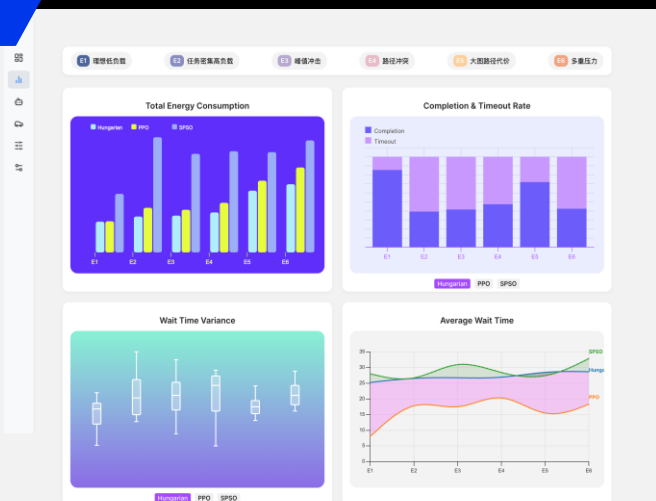 E1 理想低负载 E2 任务密集高负载 E3 峰值冲击 E4 路径冲突 E5 大图路径代价 E6 多重压力
Total Energy Consumption
Hungarian PPO SPSO
E1 E2 E3 E4 E5 E6
Completion & Timeout Rate
Completion
Timeout
E1 E2 E3 E4 E5 E6
Hungarian PPO SPSO
Wait Time Variance
Hungarian PPO SPSO
Average Wait Time
35
30
25
20
15
10
5
0
SPSO
Hunga
PPO
E1 E2 E3 E4 E5 E6